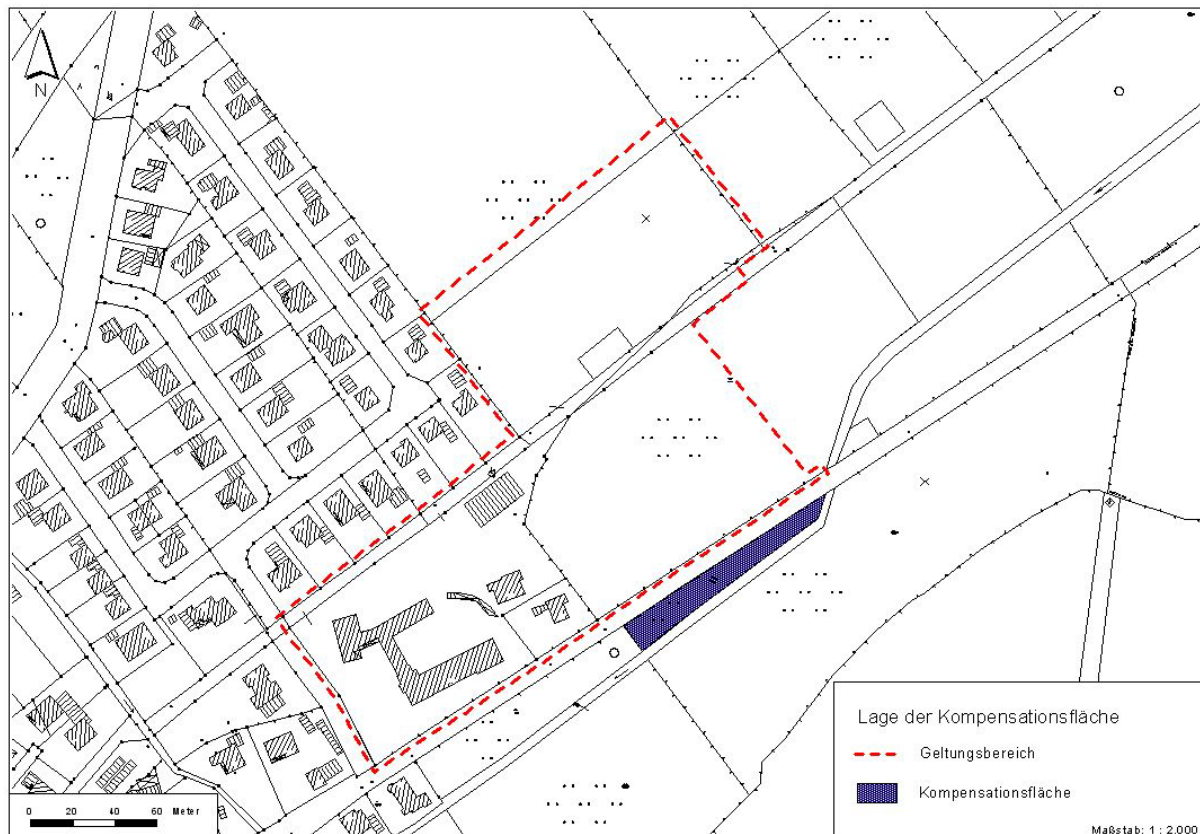 N
Lage der Kompensationsfläche
Geltungsbereich
Kompensationsfläche
0 20 40 60 Meter
Maßstab: 1 : 2.000